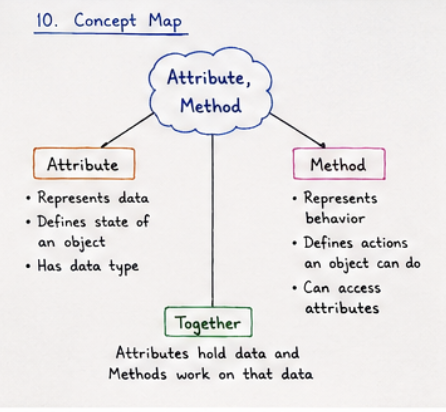 10. Concept Map
Attribute,
Method
Attribute
• Represents data
• Defines state of
an object
• Has data type
Method
• Represents
behavior
• Defines actions
an object can do
• Can access
attributes
Together
Attributes hold data and
Methods work on that data